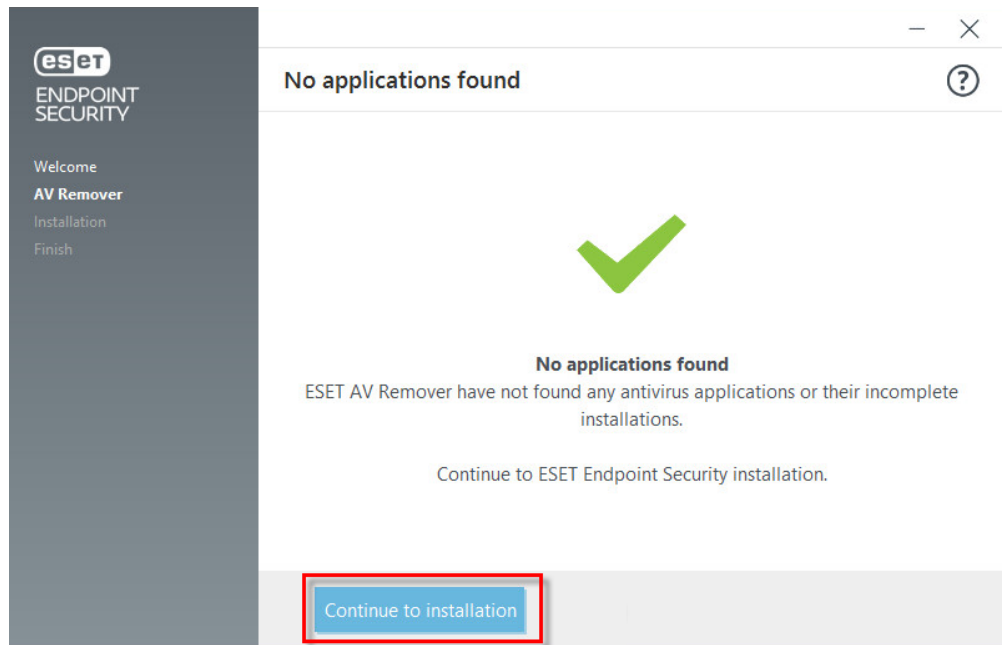 eset
ENDPOINT
SECURITY
Welcome
AV Remover
Installation
Finish
No applications found
?
No applications found
ESET AV Remover have not found any antivirus applications or their incomplete
installations.
Continue to ESET Endpoint Security installation.
Continue to installation